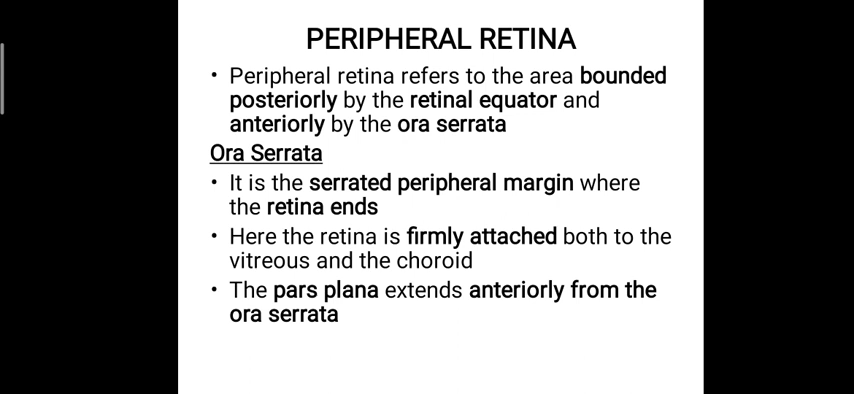 PERIPHERAL RETINA
• Peripheral retina refers to the area bounded
posteriorly by the retinal equator and
anteriorly by the ora serrata
Ora Serrata
• It is the serrated peripheral margin where
the retina ends
• Here the retina is firmly attached both to the
vitreous and the choroid
• The pars plana extends anteriorly from the
ora serrata